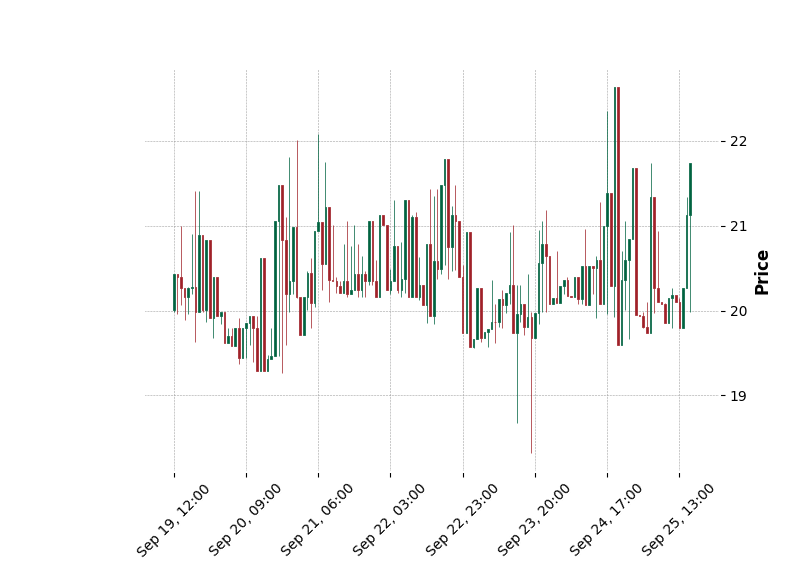 22
21
20
19
Price
Sep 19, 12:00
Sep 20, 09:00
Sep 21, 06:00
Sep 22, 03:00
Sep 22, 23:00
Sep 23, 20:00
Sep 24, 17:00
Sep 25, 13:00